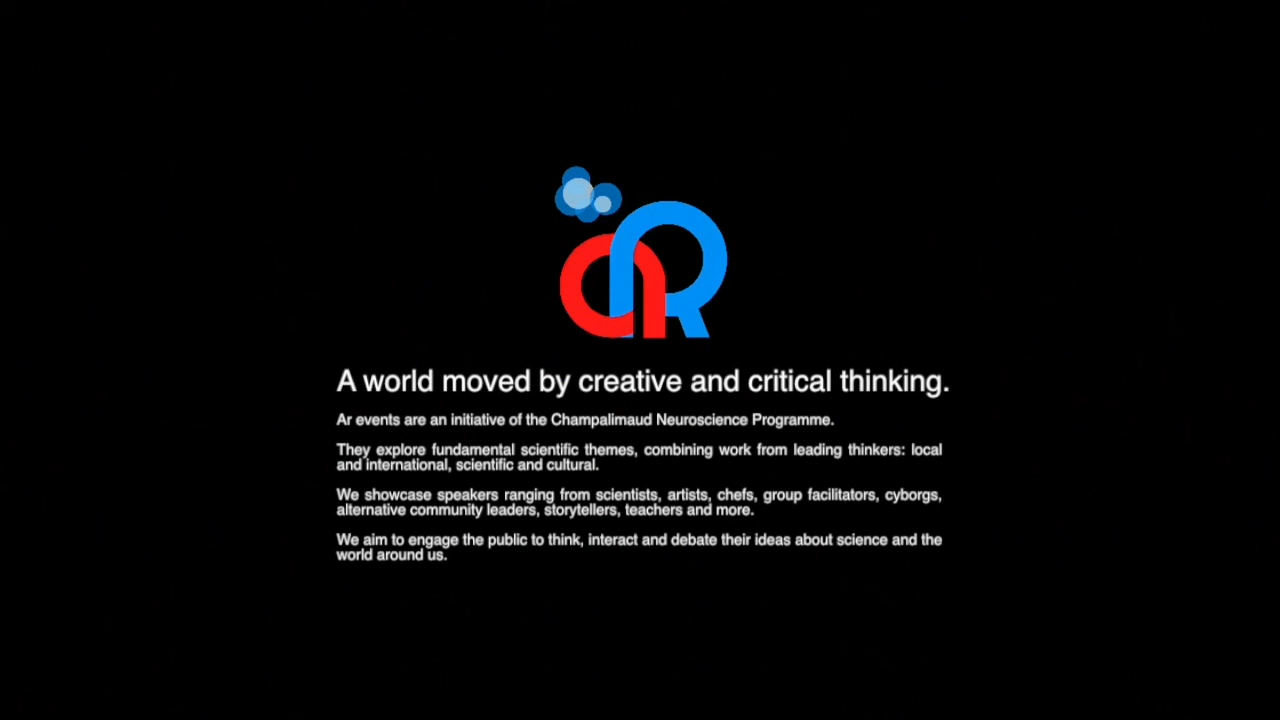 aR
A world moved by creative and critical thinking.
Ar events are an initiative of the Champalimaud Neuroscience Programme.
They explore fundamental scientific themes, combining work from leading thinkers: local
and international, scientific and cultural.
We showcase speakers ranging from scientists, artists, chefs, group facilitators, cyborgs,
alternative community leaders, storytellers, teachers and more.
We aim to engage the public to think, interact and debate their ideas about science and the
world around us.